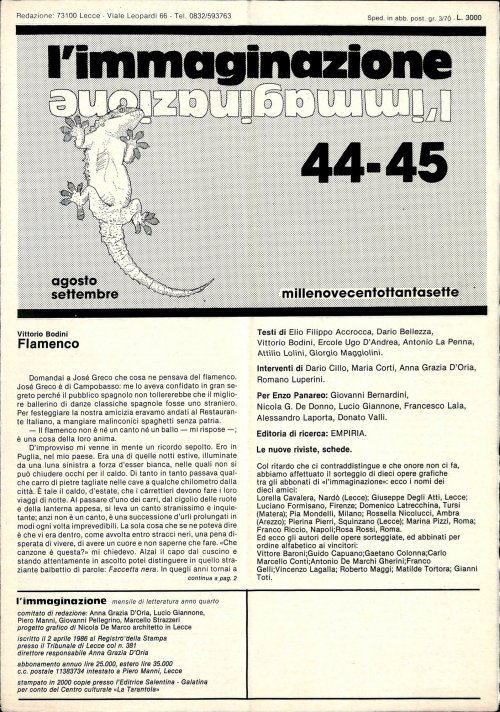 Redazione: 73100 Lecce - Viale Leopardi 66 - Tel. 0832/593763
Sped. in abb. post. gr. 3/70 - L. 3000
l'immaginazione
l'immaginazione
44-45
agosto
settembre
millenovecentottantasette
Vittorio Bodini
Flamenco
Domandai a José Greco che cosa ne pensava del flamenco.
José Greco è di Campobasso: me lo aveva confidato in gran se-
greto perché il pubblico spagnolo non tollererebbe che il miglio-
re ballerino di danze classiche spagnole fosse uno straniero.
Per festeggiare la nostra amicizia eravamo andati al Restauran-
te Italiano, a mangiare malinconici spaghetti senza patria.
— Il flamenco non è né un canto né un ballo — mi rispose —;
è una cosa della loro anima.
D'improvviso mi venne in mente un ricordo sepolto. Ero in
Puglia, nel mio paese. Era una di quelle notti estive, illuminate
da una luna sinistra a forza d'esser bianca, nelle quali non si
può chiudere occhi per il caldo. Di tanto in tanto passava qual-
che carro di pietre tagliate nelle cave a qualche chilometro dalla
città. È tale il caldo, d'estate, che i carrettieri devono fare i loro
viaggi di notte. Al passare d'uno dei carri, dal cigolio delle ruote
e della lanterna appesa, si leva un canto stranissimo e inquie-
tante; anzi non è un canto, è una successione d'urli prolungati in
modi ogni volta imprevedibili. La sola cosa che se ne poteva dire
è che vi era dentro, come avvolto entro stracci neri, una pena di-
sperata di vivere, di avere un cuore e non saperne che fare. «Che
canzone è questa?» mi chiedevo. Alzai il capo dal cuscino e
stando attentamente in ascolto potei distinguere in quello stra-
ziante balbettio di parole: Faccetta nera. In quegli anni tornai a
continua a pag. 2
Testi di Elio Filippo Accrocca, Dario Bellezza,
Vittorio Bodini, Ercole Ugo D'Andrea, Antonio La Penna,
Attilio Lolini, Giorgio Maggiolini.
Interventi di Dario Cillo, Maria Corti, Anna Grazia D'Oria,
Romano Luperini.
Per Enzo Panareo: Giovanni Bernardini,
Nicola G. De Donno, Lucio Giannone, Francesco Lala,
Alessandro Laporta, Donato Valli.
Editoria di ricerca: EMPIRIA.
Le nuove riviste, schede.
Col ritardo che ci contraddistingue e che onore non ci fa,
abbiamo effettuato il sorteggio di dieci opere grafiche
tra gli abbonati di «l'immaginazione»: ecco i nomi dei
dieci amici:
Lorella Cavalera, Nardò (Lecce); Giuseppe Degli Atti, Lecce;
Luciano Formisano, Firenze; Domenico Latrecchina, Tursi
(Matera); Pia Mondelli, Milano; Rossella Nicolucci, Ambra
(Arezzo); Pierina Pierri, Squinzano (Lecce); Marina Pizzi, Roma;
Franco Riccio, Napoli;Rosa Rossi, Roma.
Ed ecco gli autori delle opere sorteggiate, ed abbinati per
ordine alfabetico ai vincitori:
Vittore Baroni;Guido Capuano;Gaetano Colonna;Carlo
Marcello Conti;Antonio De Marchi Gherini;Franco
Gelli;Vincenzo Lagalla; Roberto Maggi; Matilde Tortora; Gianni
Toti.
l'immaginazione mensile di letteratura anno quarto
comitato di redazione: Anna Grazia D'Oria, Lucio Giannone,
Piero Manni, Giovanni Pellegrino, Marcello Strazzeri
progetto grafico di Nicola De Marco architetto in Lecce
iscritto il 2 aprile 1986 al Registro della Stampa
presso il Tribunale di Lecce col n. 381
direttore responsabile Anna Grazia D'Oria
abbonamento annuo lire 25.000, estero lire 35.000
c.c. postale 11383734 intestato a Piero Manni, Lecce
stampato in 2000 copie presso l'Editrice Salentina - Galatina
per conto del Centro culturale «La Tarantola»